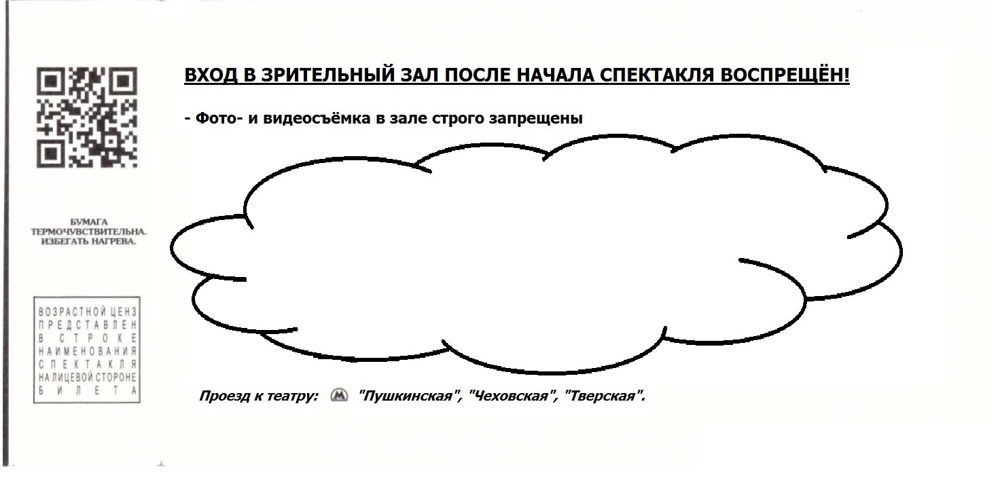 ВХОД В ЗРИТЕЛЬНЫЙ ЗАЛ ПОСЛЕ НАЧАЛА СПЕКТАКЛЯ ВОСПРЕЩЁН!
- Фото- и видеосъёмка в зале строго запрещены
БУМАГА
ТЕРМОЧУВСТВИТЕЛЬНА.
ИЗБЕГАТЬ НАГРЕВА.
ВОЗРАСТНОЙ ЦЕНЗ
ПРЕДСТАВЛЕН
В СТРОКЕ
НАИМЕНОВАНИЯ
СПЕКТАКЛЯ
НА ЛИЦЕВОЙ СТОРОНЕ
БИЛЕТА
Проезд к театру: М "Пушкинская", "Чеховская", "Тверская".